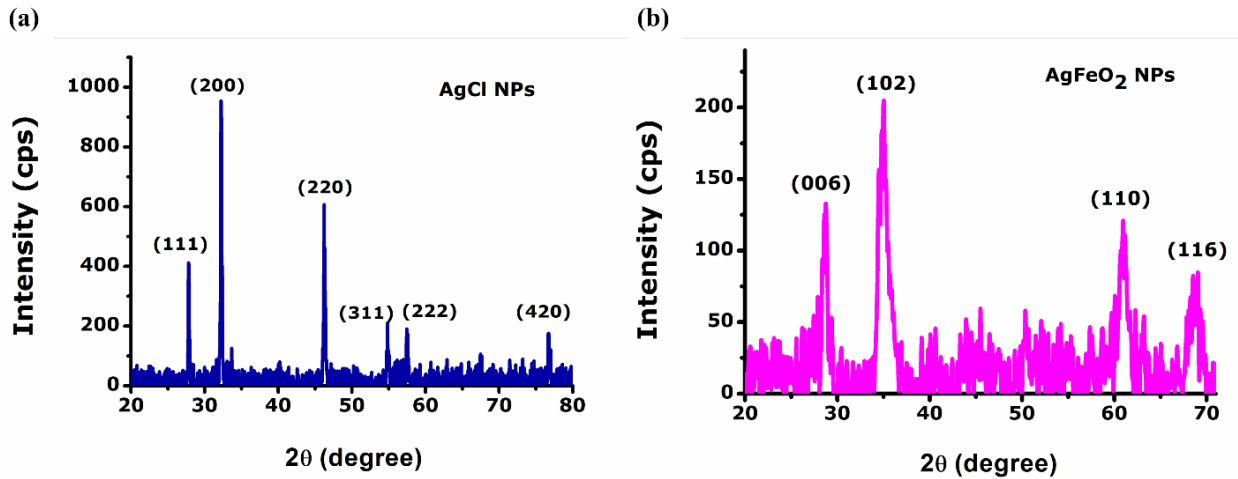 (a)
AgCl NPs
Intensity (cps)
1000
800
600
400
200
0
(111)
(200)
(220)
(311)
(222)
(420)
20 30 40 50 60 70 80
2θ (degree)
(b)
AgFeO₂ NPs
Intensity (cps)
200
150
100
50
0
(006)
(102)
(110)
(116)
20 30 40 50 60 70
2θ (degree)